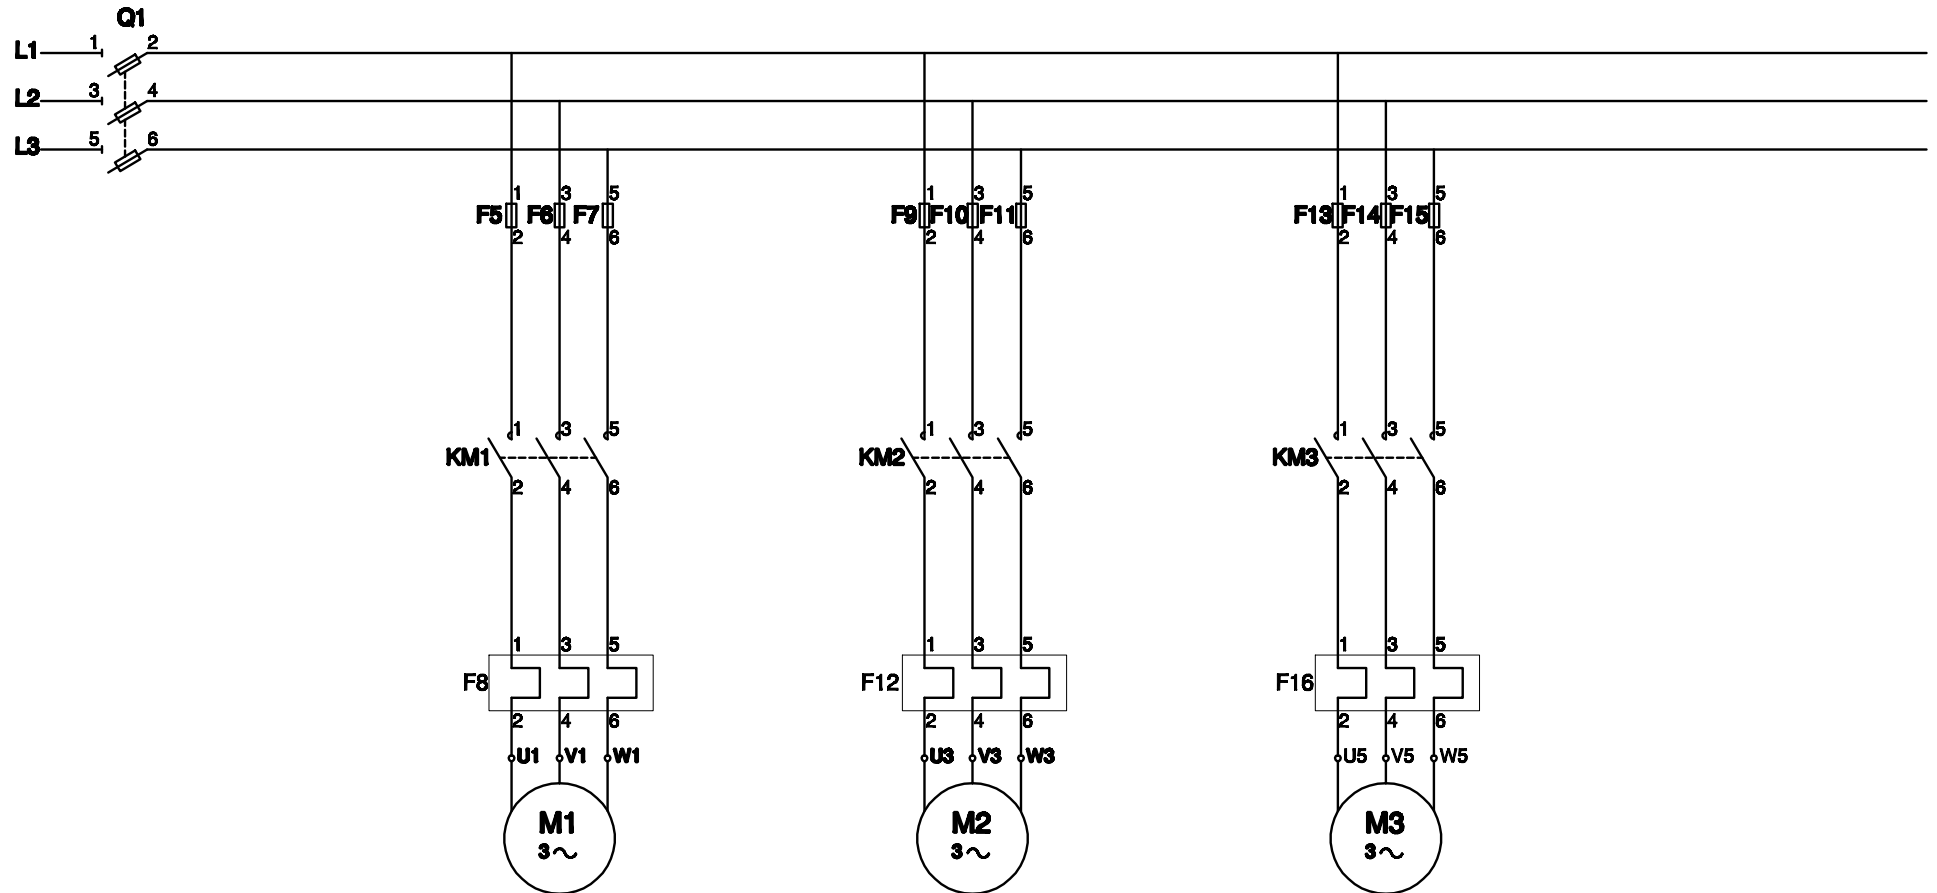 Q1
L1 1 2
L2 3 4
L3 5 6
1 3 5 1 3 5 1 3 5
F5 F6 F7 F9 F10 F11 F13 F14 F15
2 4 6 2 4 6 2 4 6
1 3 5 1 3 5 1 3 5
KM1 KM2 KM3
2 4 6 2 4 6 2 4 6
1 3 5 1 3 5 1 3 5
F8 F12 F16
2 4 6 2 4 6 2 4 6
U1 V1 W1 U3 V3 W3 U5 V5 W5
M1 M2 M3
3~ 3~ 3~